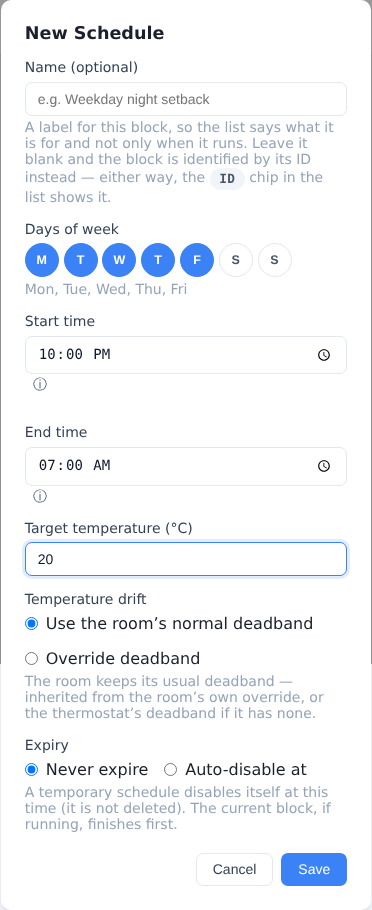 New Schedule
Name (optional)
e.g. Weekday night setback
A label for this block, so the list says what it
is for and not only when it runs. Leave it
blank and the block is identified by its ID
instead — either way, the ID chip in the
list shows it.
Days of week
M T W T F S S
Mon, Tue, Wed, Thu, Fri
Start time
10:00 PM
ⓘ
End time
07:00 AM
ⓘ
Target temperature (°C)
20
Temperature drift
Use the room’s normal deadband
Override deadband
The room keeps its usual deadband —
inherited from the room’s own override, or
the thermostat’s deadband if it has none.
Expiry
Never expire Auto-disable at
A temporary schedule disables itself at this
time (it is not deleted). The current block, if
running, finishes first.
Cancel Save